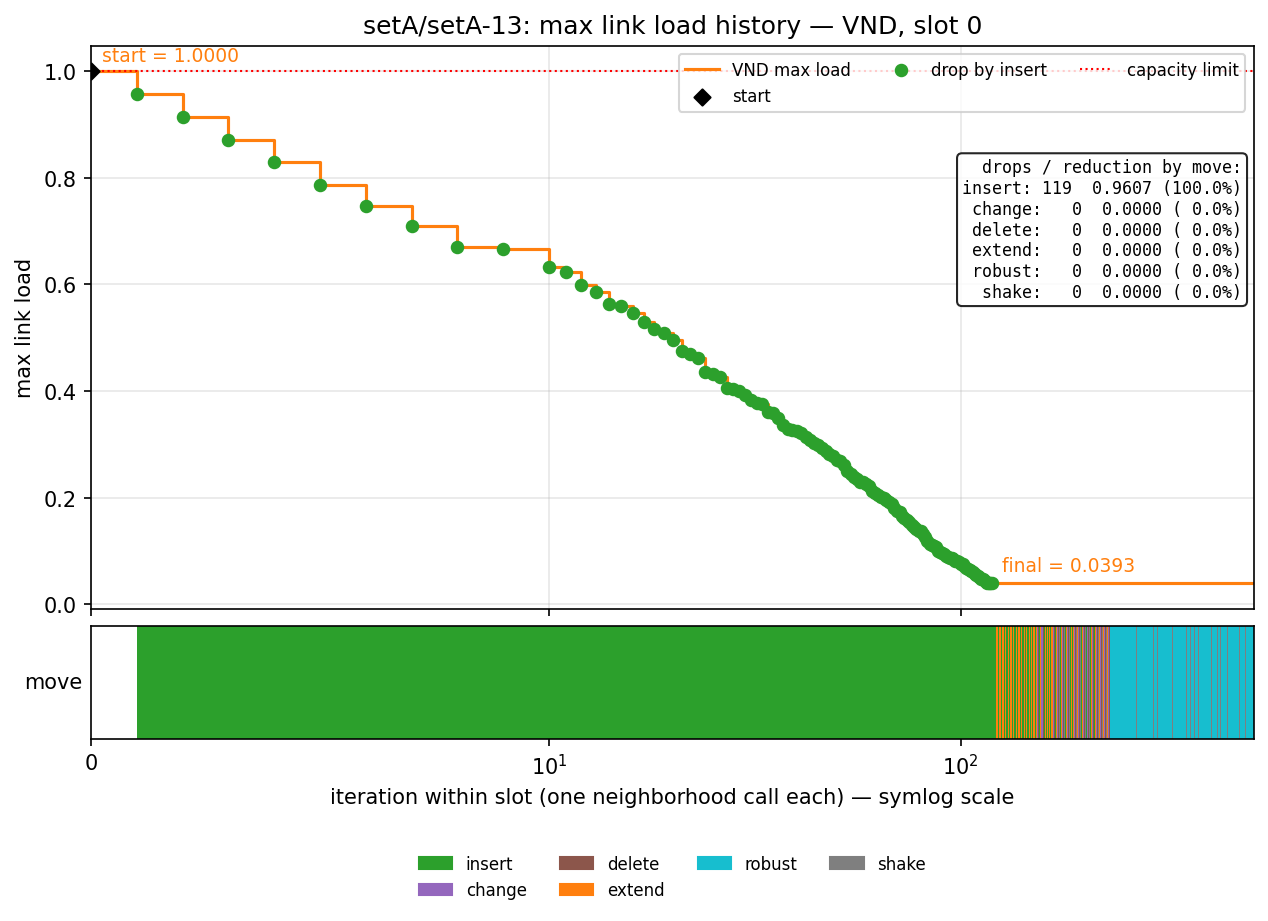 setA/setA-13: max link load history — VND, slot 0
start = 1.0000
VND max load
drop by insert
capacity limit
start
drops / reduction by move:
insert: 119 0.9607 (100.0%)
change: 0 0.0000 ( 0.0%)
delete: 0 0.0000 ( 0.0%)
extend: 0 0.0000 ( 0.0%)
robust: 0 0.0000 ( 0.0%)
shake: 0 0.0000 ( 0.0%)
max link load
1.0
0.8
0.6
0.4
0.2
0.0
final = 0.0393
move
0
10¹
10²
iteration within slot (one neighborhood call each) — symlog scale
insert
delete
robust
shake
change
extend